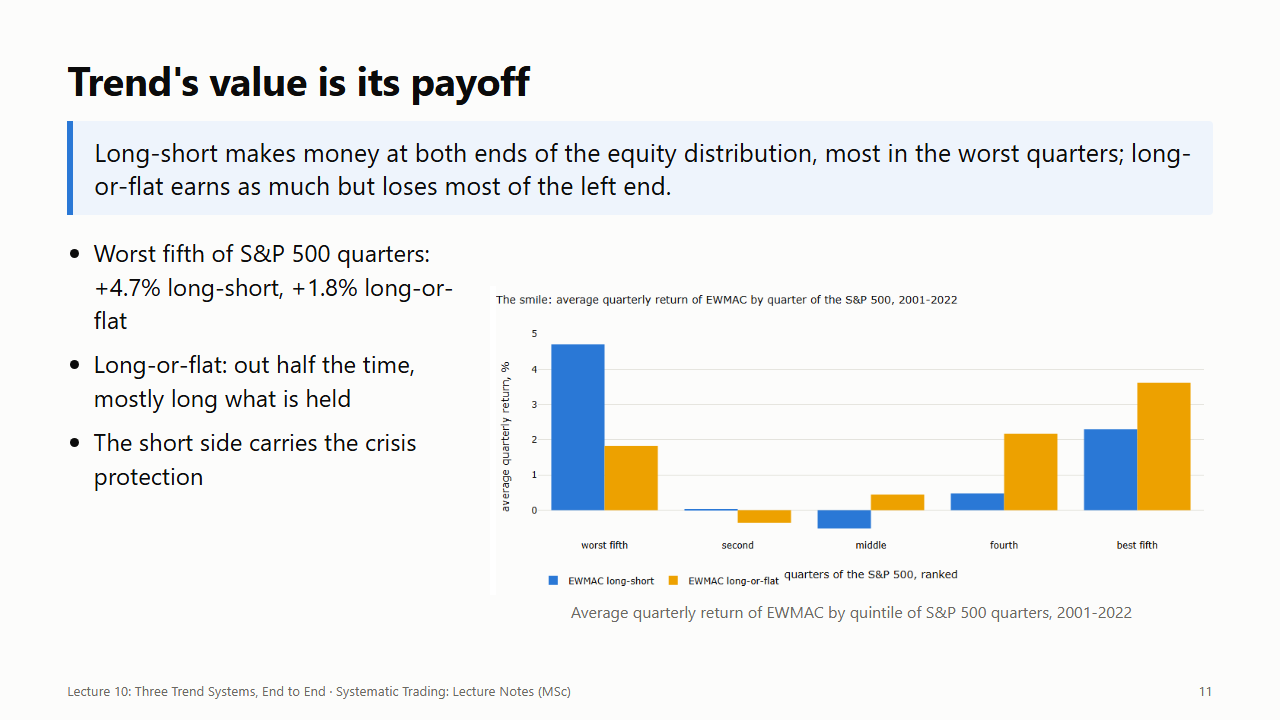 Trend's value is its payoff
Long-short makes money at both ends of the equity distribution, most in the worst quarters; long-
or-flat earns as much but loses most of the left end.
• Worst fifth of S&P 500 quarters:
+4.7% long-short, +1.8% long-or-
flat
• Long-or-flat: out half the time,
mostly long what is held
• The short side carries the crisis
protection
The smile: average quarterly return of EWMAC by quarter of the S&P 500, 2001-2022
average quarterly return, %
5
4
3
2
1
0
worst fifth
second
middle
fourth
best fifth
quarters of the S&P 500, ranked
EWMAC long-short
EWMAC long-or-flat
Average quarterly return of EWMAC by quintile of S&P 500 quarters, 2001-2022
Lecture 10: Three Trend Systems, End to End · Systematic Trading: Lecture Notes (MSc)
11